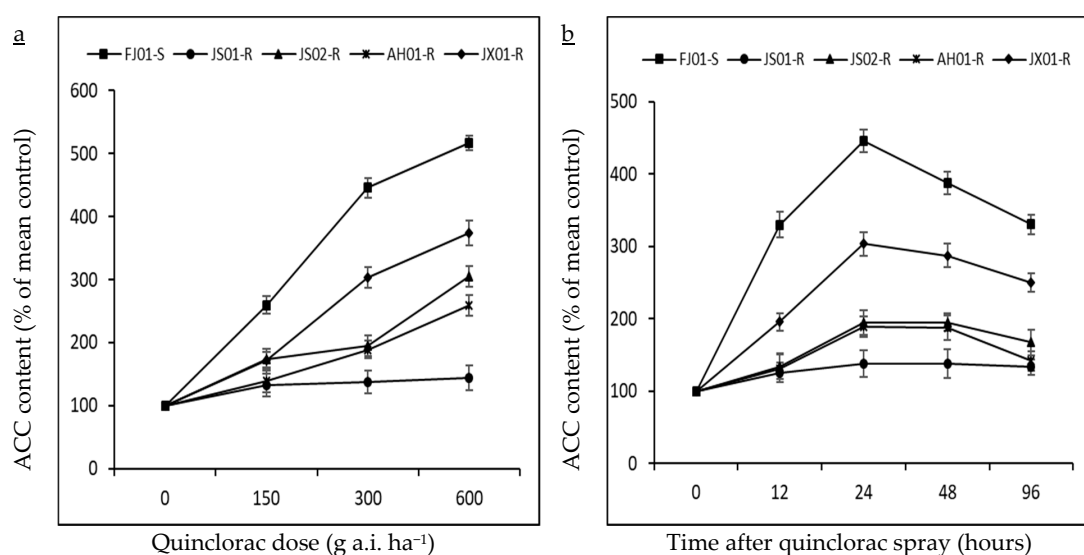 a
FJ01-S JS01-R JS02-R AH01-R JX01-R
600
500
400
300
200
100
0
0 150 300 600
ACC content (% of mean control)
Quinclorac dose (g a.i. ha⁻¹)
b
FJ01-S JS01-R JS02-R AH01-R JX01-R
500
400
300
200
100
0
0 12 24 48 96
ACC content (% of mean control)
Time after quinclorac spray (hours)